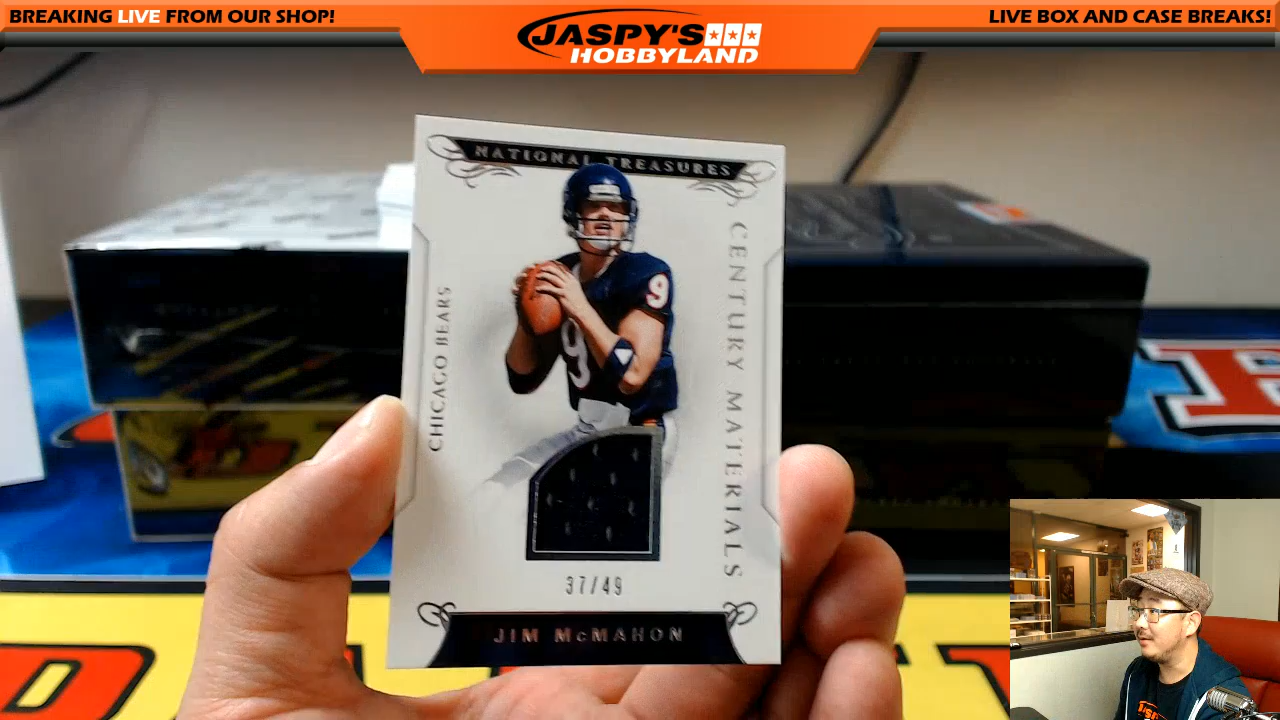 BREAKING LIVE FROM OUR SHOP!
JASPY'S
HOBBYLAND
LIVE BOX AND CASE BREAKS!
NATIONAL TREASURES
CHICAGO BEARS
CENTURY MATERIALS
9
9
37/49
JIM McMAHON